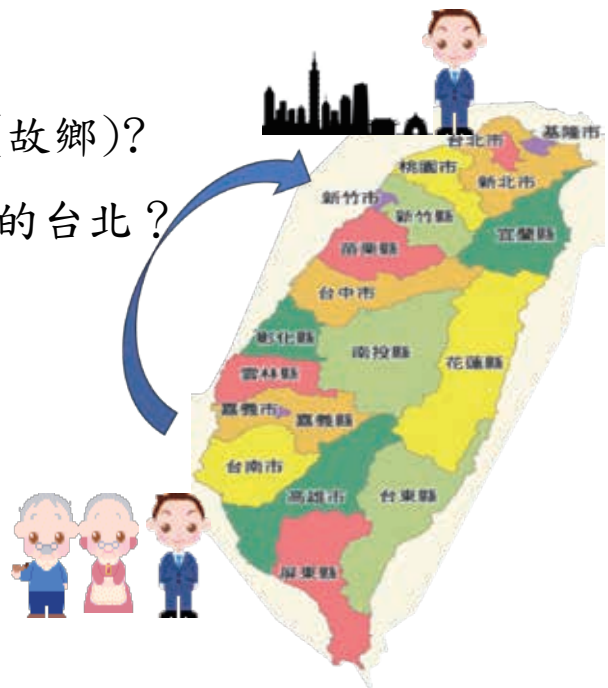 故鄉)?
的台北？
台北市
基隆市
桃園市
新北市
新竹市
新竹縣
宜蘭縣
苗栗縣
台中市
彰化縣
南投縣
花蓮縣
雲林縣
嘉義市
嘉義縣
台南市
高雄市
台東縣
屏東縣